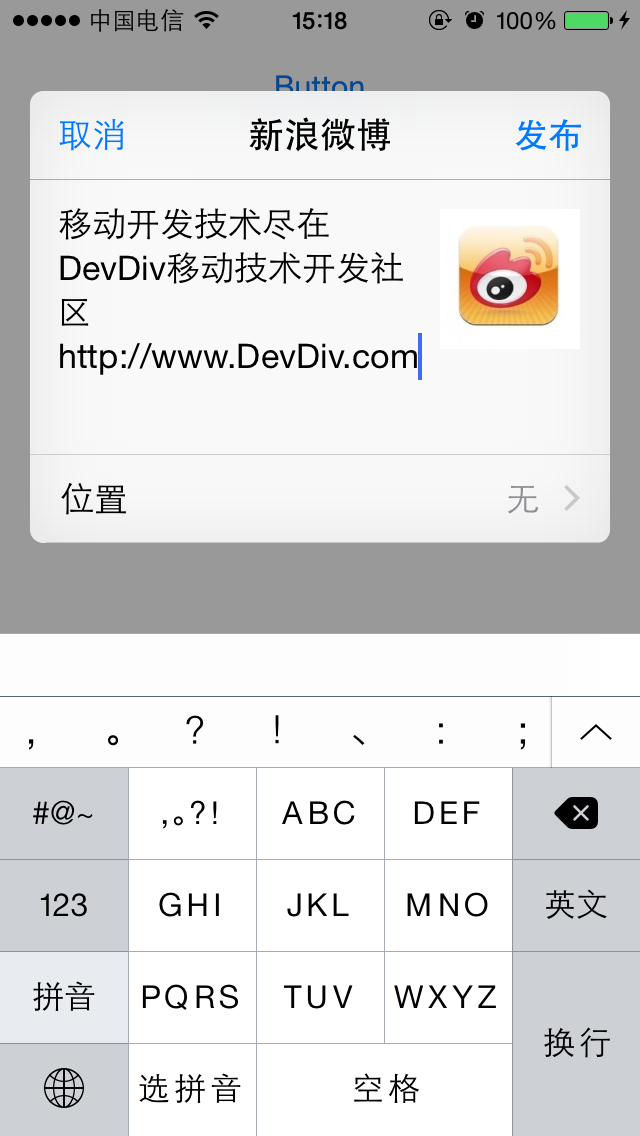 中国电信 15:18 100%
Button
取消 新浪微博 发布
移动开发技术尽在
DevDiv移动技术开发社
区
http://www.DevDiv.com
位置 无
， 。 ? ! 、 : ;
#@~ ,。?! ABC DEF
123 GHI JKL MNO 英文
拼音 PQRS TUV WXYZ
换行
选拼音 空格